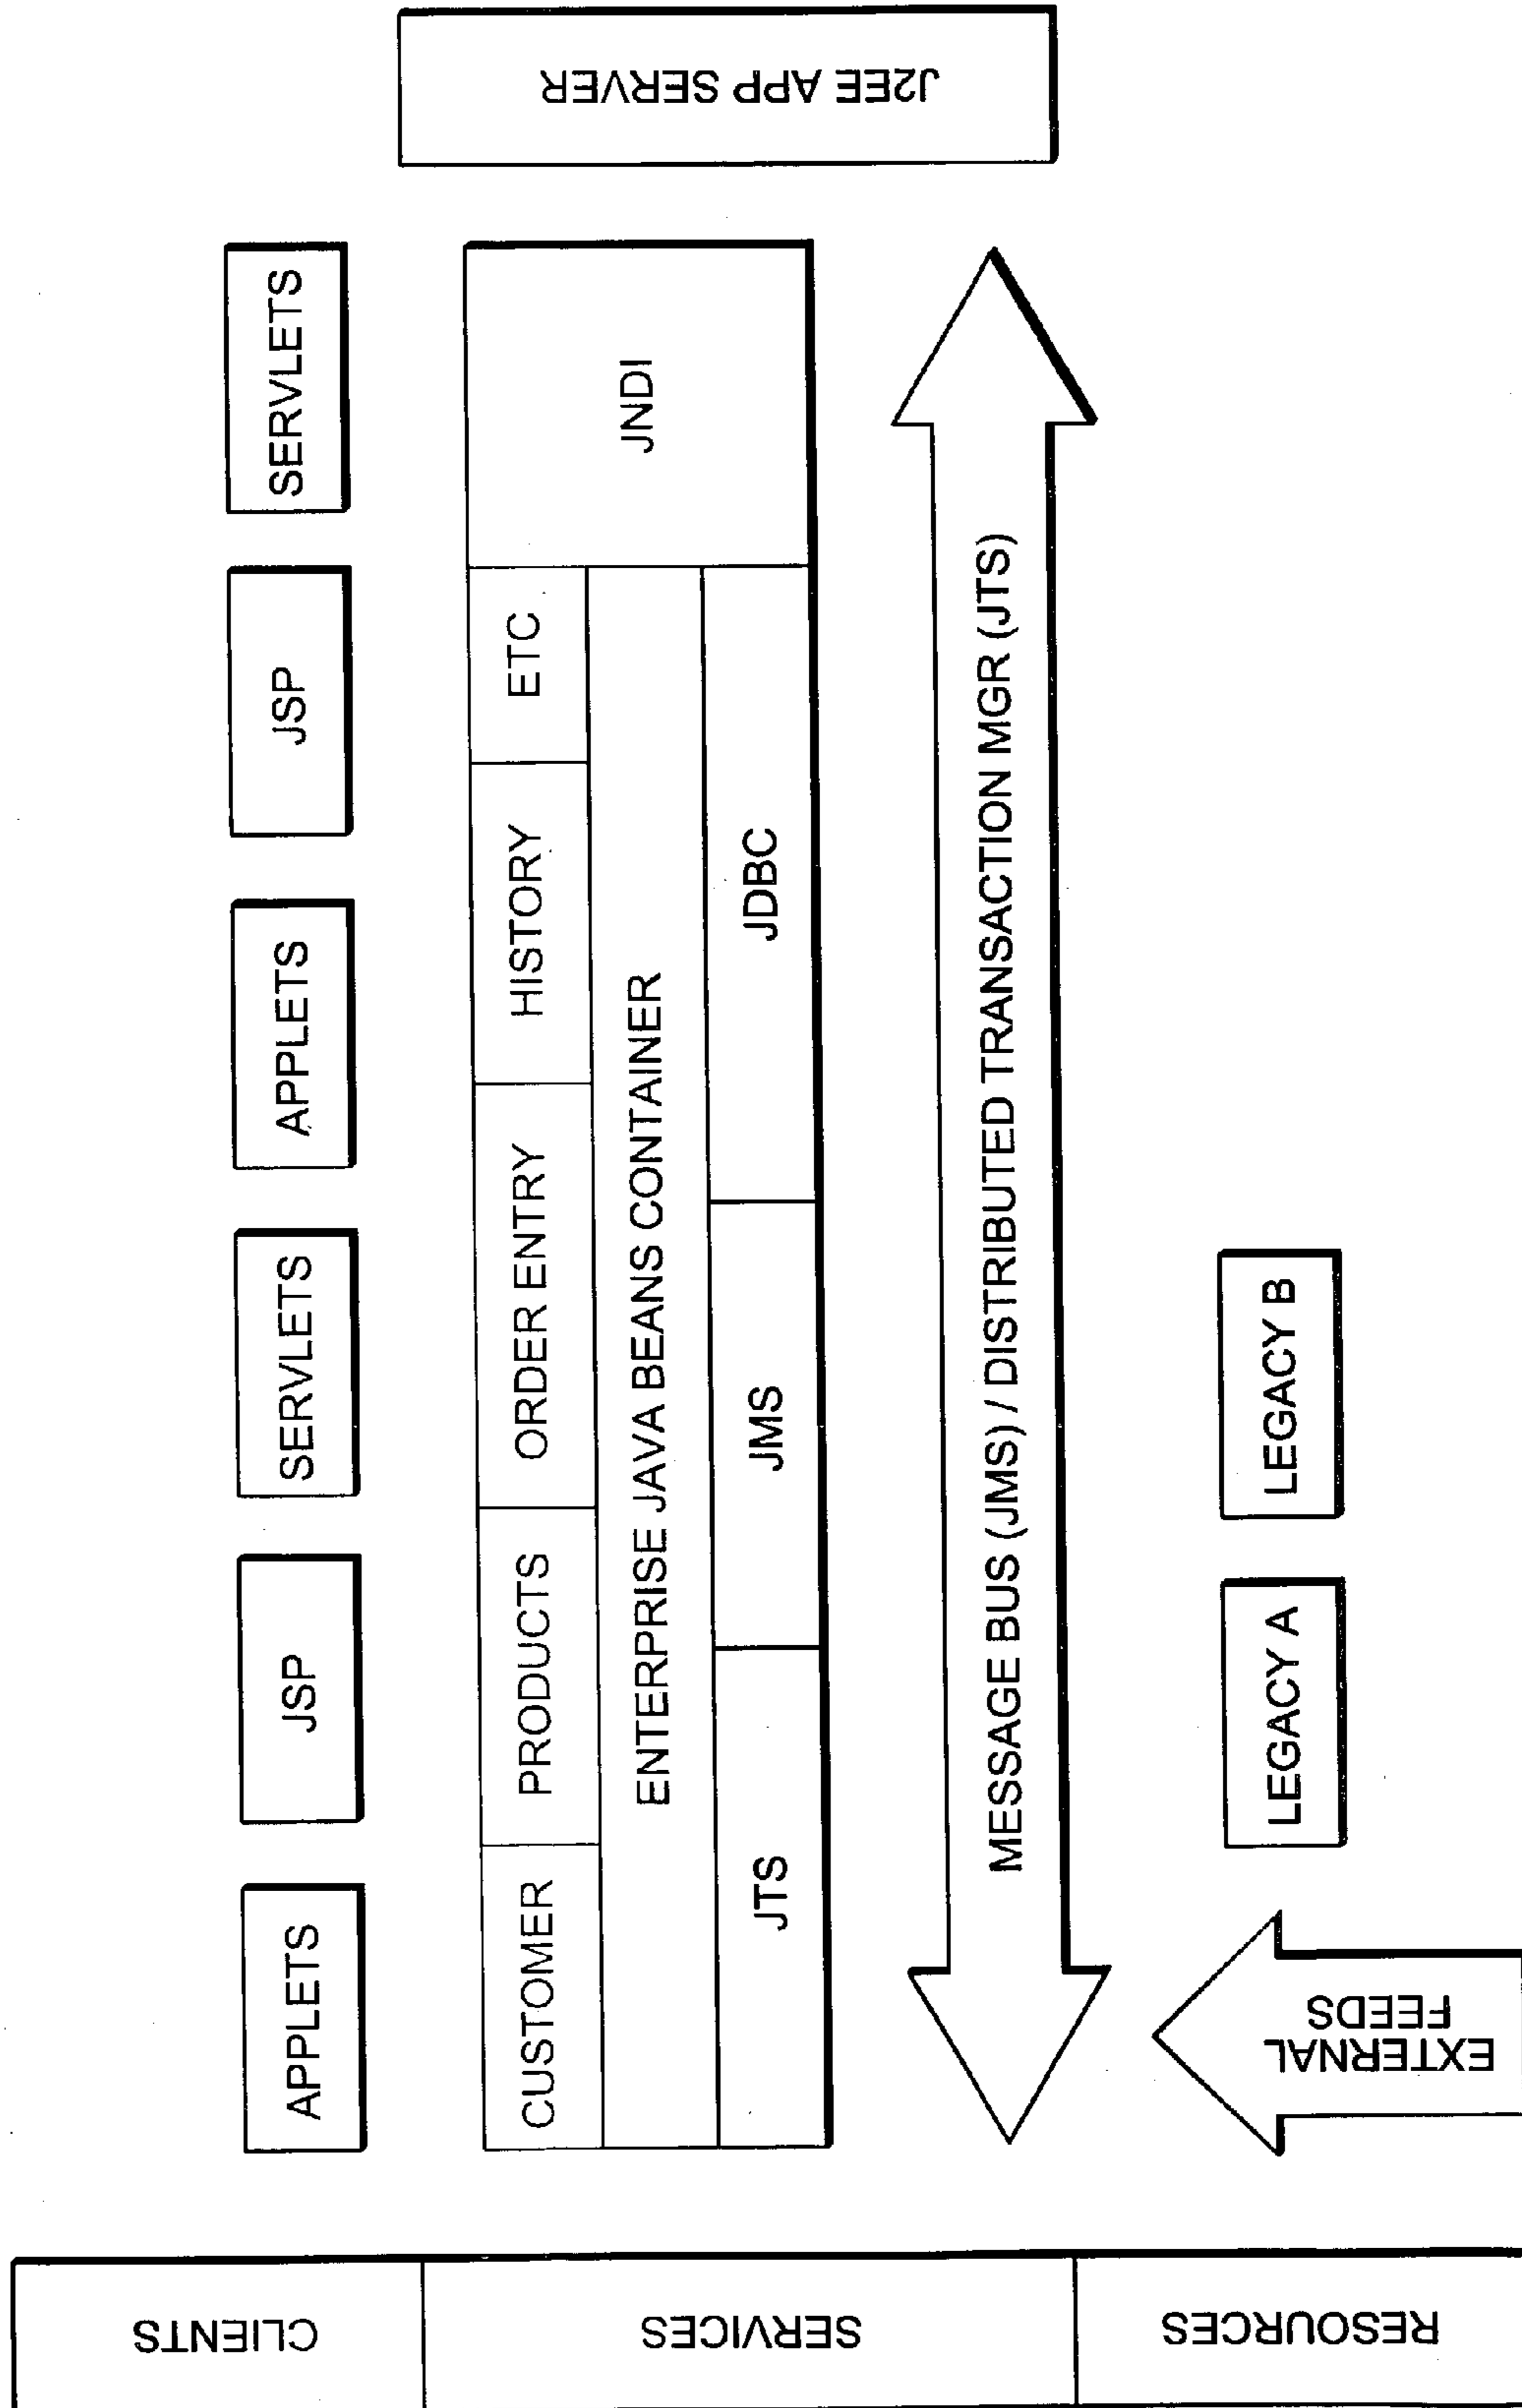 CLIENTS
APPLETS
JSP
SERVLETS
APPLETS
JSP
SERVLETS
SERVICES
CUSTOMER
PRODUCTS
ORDER ENTRY
HISTORY
ETC
JNDI
ENTERPRISE JAVA BEANS CONTAINER
JTS
JMS
JDBC
MESSAGE BUS (JMS) / DISTRIBUTED TRANSACTION MGR (JTS)
J2EE APP SERVER
RESOURCES
EXTERNAL
FEEDS
LEGACY A
LEGACY B